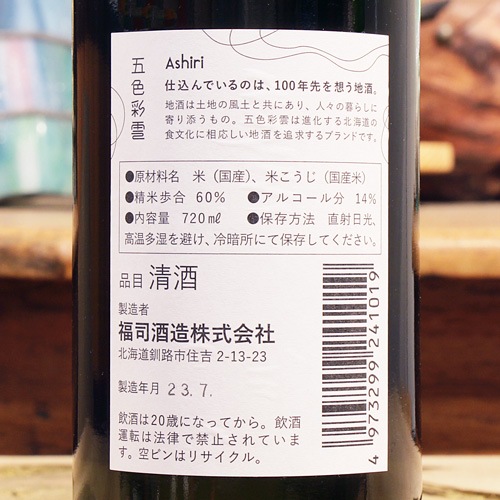 五色彩雲
Ashiri
仕込んでいるのは、100年先を想う地酒。
地酒は土地の風土と共にあり、人々の暮らしに
寄り添うもの。五色彩雲は進化する北海道の
食文化に相応しい地酒を追求するブランドです。
●原材料名 米（国産）、米こうじ（国産米）
●精米歩合 60% ●アルコール分 14%
●内容量 720mℓ ●保存方法 直射日光、
高温多湿を避け、冷暗所にて保存してください。
品目 清酒
製造者
福司酒造株式会社
北海道釧路市住吉 2-13-23
製造年月 23.7.
飲酒は20歳になってから。飲酒
運転は法律で禁止されていま
す。空ビンはリサイクル。
4973299241019